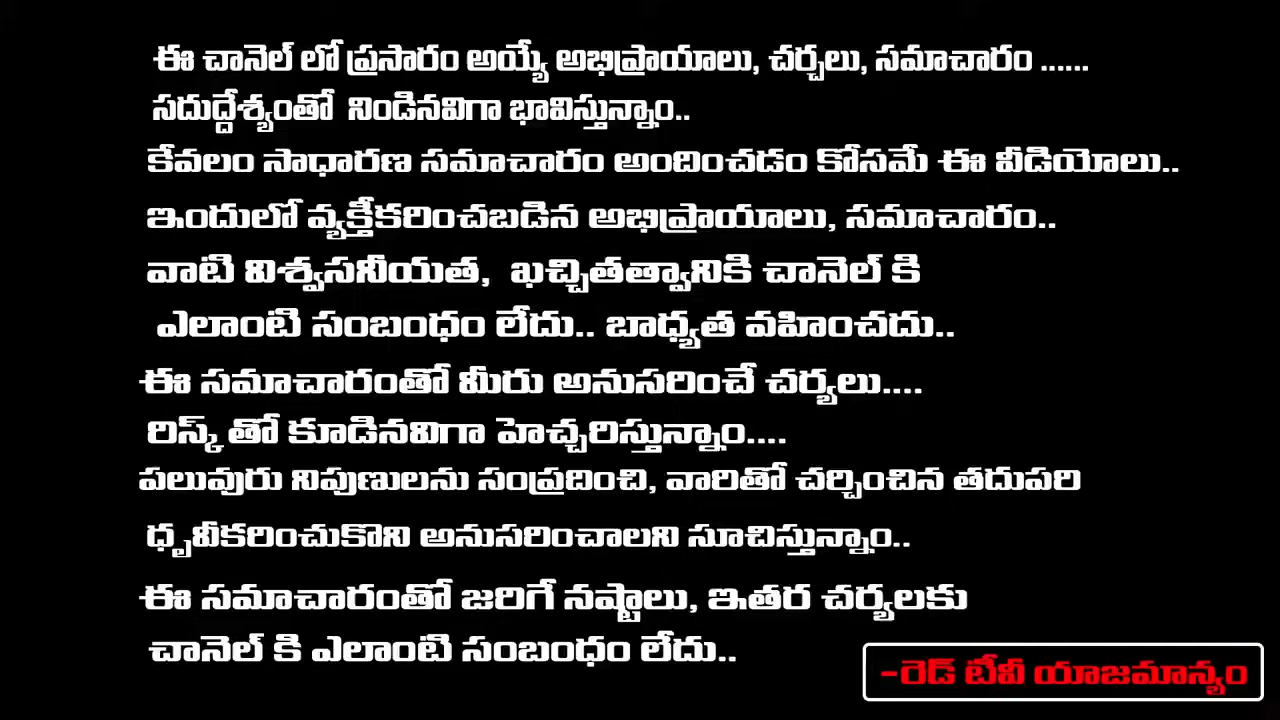 ఈ చానెల్ లో ప్రసారం అయ్యే అభిప్రాయాలు, చర్చలు, సమాచారం ......
సదుద్దేశ్యంతో నిండినవిగా భావిస్తున్నాం..
కేవలం సాధారణ సమాచారం అందించడం కోసమే ఈ వీడియోలు..
ఇందులో వ్యక్తీకరించబడిన అభిప్రాయాలు, సమాచారం..
వాటి విశ్వసనీయత, ఖచ్చితత్వానికి చానెల్ కి
ఎలాంటి సంబంధం లేదు.. బాధ్యత వహించదు..
ఈ సమాచారంతో మీరు అనుసరించే చర్యలు....
రిస్క్ తో కూడినవిగా హెచ్చరిస్తున్నాం....
పలువురు నిపుణులను సంప్రదించి, వారితో చర్చించిన తదుపరి
ధృవీకరించుకొని అనుసరించాలని సూచిస్తున్నాం..
ఈ సమాచారంతో జరిగే నష్టాలు, ఇతర చర్యలకు
చానెల్ కి ఎలాంటి సంబంధం లేదు..
-రెడ్ టీవీ యాజమాన్యం